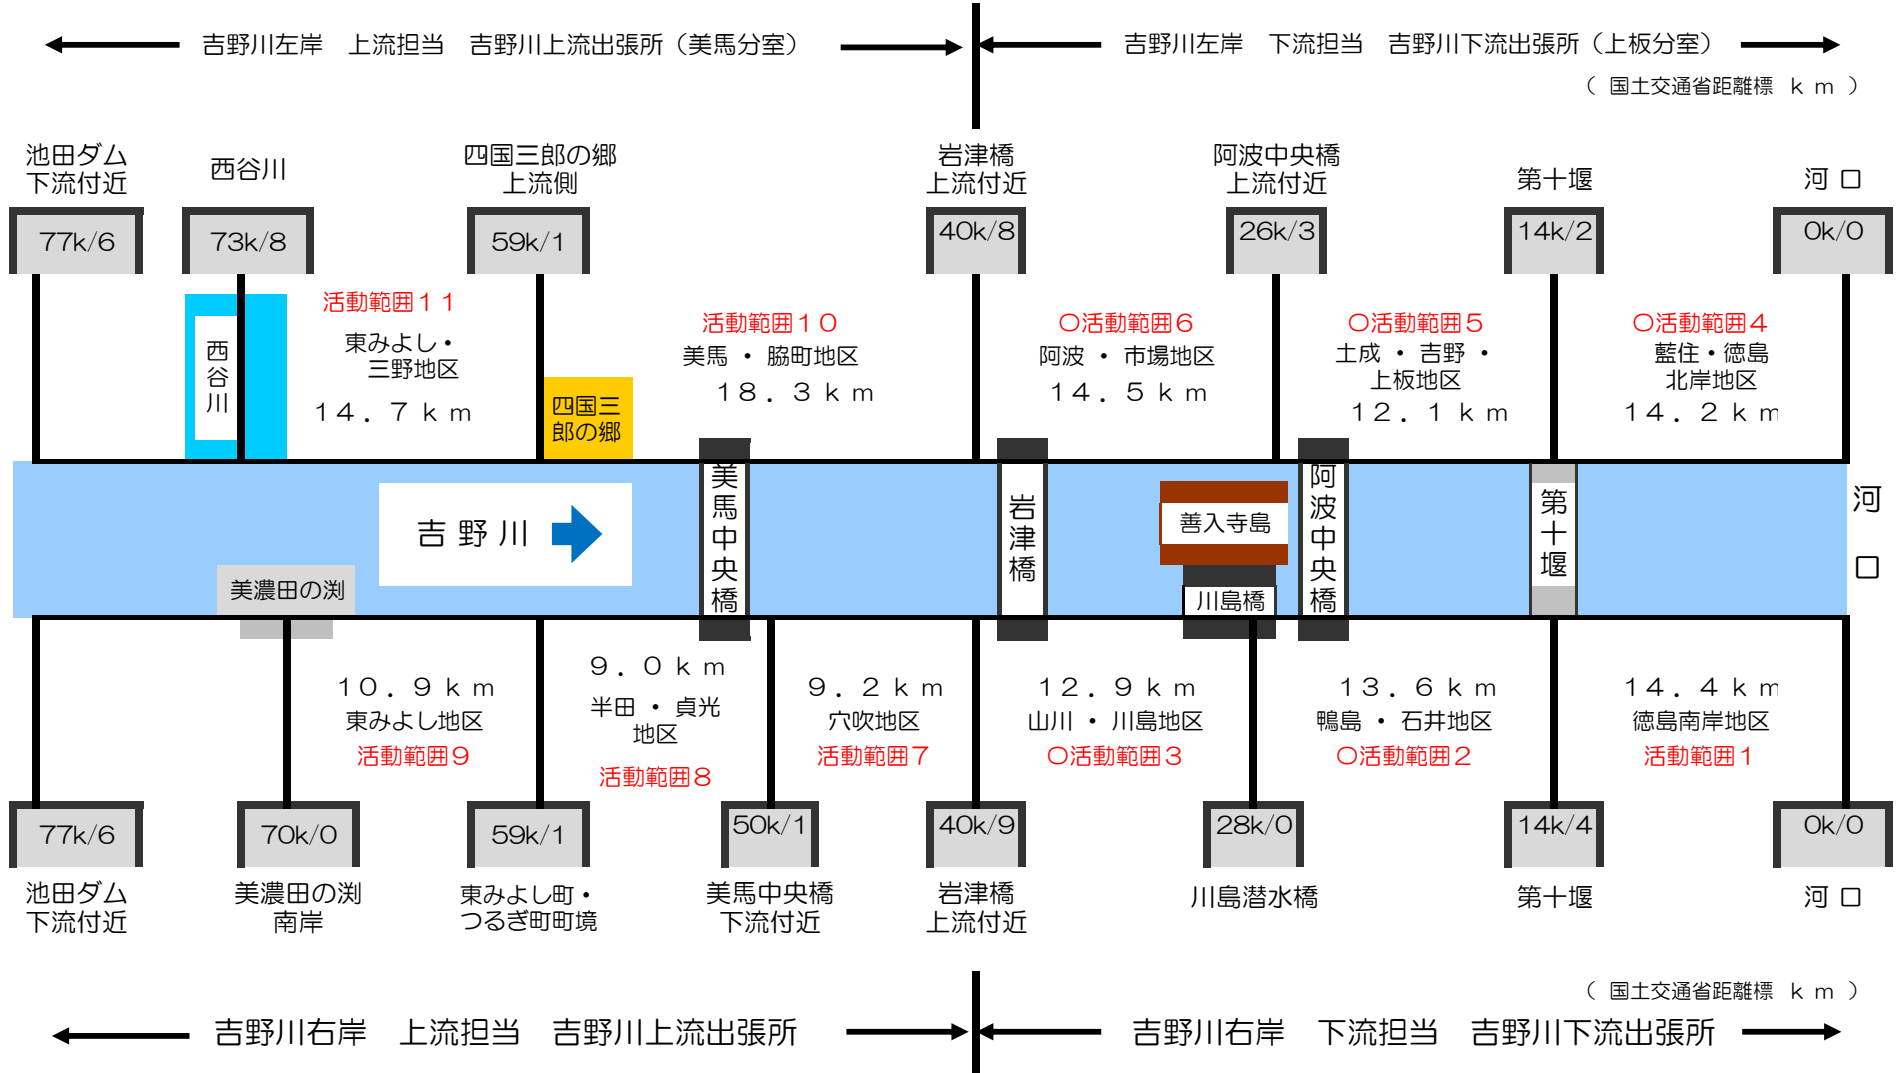 吉野川左岸　上流担当　吉野川上流出張所（美馬分室）
吉野川左岸　下流担当　吉野川下流出張所（上板分室）
（ 国土交通省距離標 ｋｍ ）
池田ダム
下流付近
西谷川
四国三郎の郷
上流側
岩津橋
上流付近
阿波中央橋
上流付近
第十堰
河口
77k/6
73k/8
59k/1
40k/8
26k/3
14k/2
0k/0
活動範囲１１
東みよし・
三野地区
１４．７ｋｍ
活動範囲１０
美馬 ・ 脇町地区
１８．３ｋｍ
〇活動範囲６
阿波 ・ 市場地区
１４．５ｋｍ
〇活動範囲５
土成 ・ 吉野 ・
上板地区
１２．１ｋｍ
〇活動範囲４
藍住・徳島
北岸地区
１４．２ｋｍ
西谷川
四国三
郎の郷
吉野川
美濃田の渕
美馬中央橋
岩津橋
善入寺島
川島橋
阿波中央橋
第十堰
河口
１０．９ｋｍ
東みよし地区
活動範囲９
９．０ｋｍ
半田 ・ 貞光
地区
活動範囲８
９．２ｋｍ
穴吹地区
活動範囲７
１２．９ｋｍ
山川 ・ 川島地区
〇活動範囲３
１３．６ｋｍ
鴨島 ・ 石井地区
〇活動範囲２
１４．４ｋｍ
徳島南岸地区
活動範囲１
77k/6
70k/0
59k/1
50k/1
40k/9
28k/0
14k/4
0k/0
池田ダム
下流付近
美濃田の渕
南岸
東みよし町・
つるぎ町町境
美馬中央橋
下流付近
岩津橋
上流付近
川島潜水橋
第十堰
河口
（ 国土交通省距離標 ｋｍ ）
吉野川右岸　上流担当　吉野川上流出張所
吉野川右岸　下流担当　吉野川下流出張所